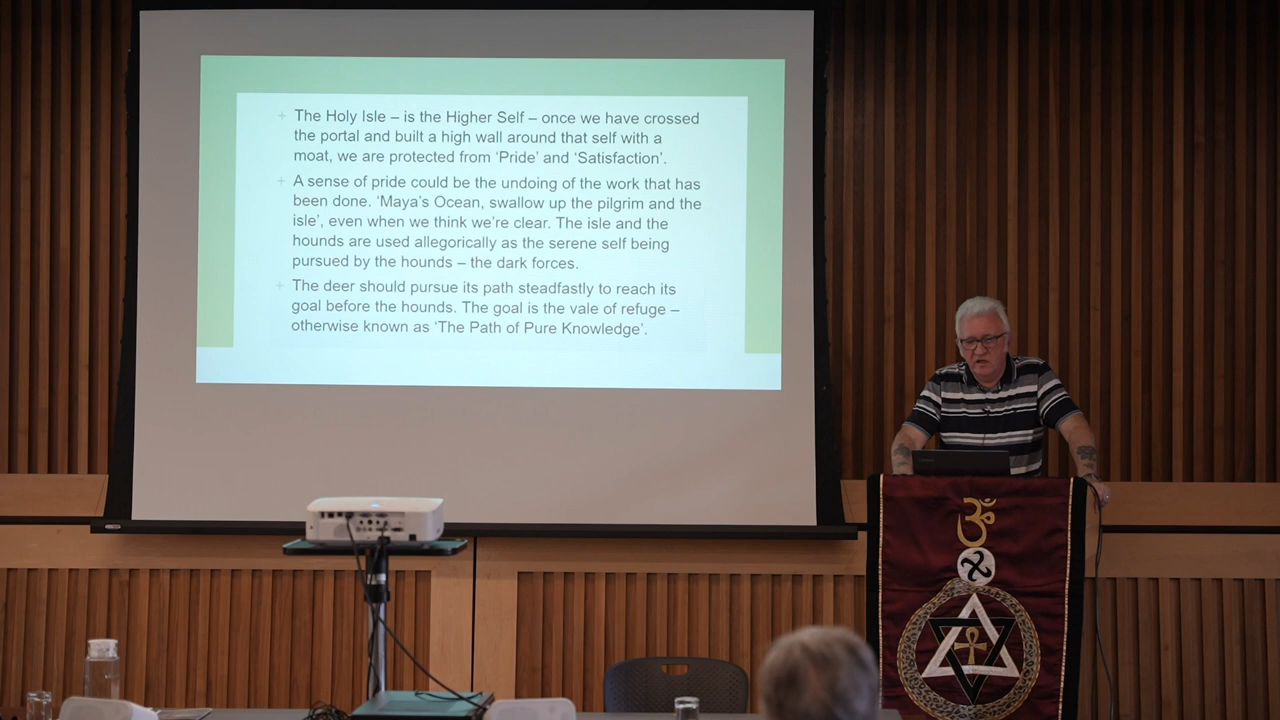 + The Holy Isle – is the Higher Self – once we have crossed
the portal and built a high wall around that self with a
moat, we are protected from ‘Pride’ and ‘Satisfaction’.
+ A sense of pride could be the undoing of the work that has
been done. ‘Maya’s Ocean, swallow up the pilgrim and the
isle’, even when we think we’re clear. The isle and the
hounds are used allegorically as the serene self being
pursued by the hounds – the dark forces.
+ The deer should pursue its path steadfastly to reach its
goal before the hounds. The goal is the vale of refuge –
otherwise known as ‘The Path of Pure Knowledge’.
ॐ